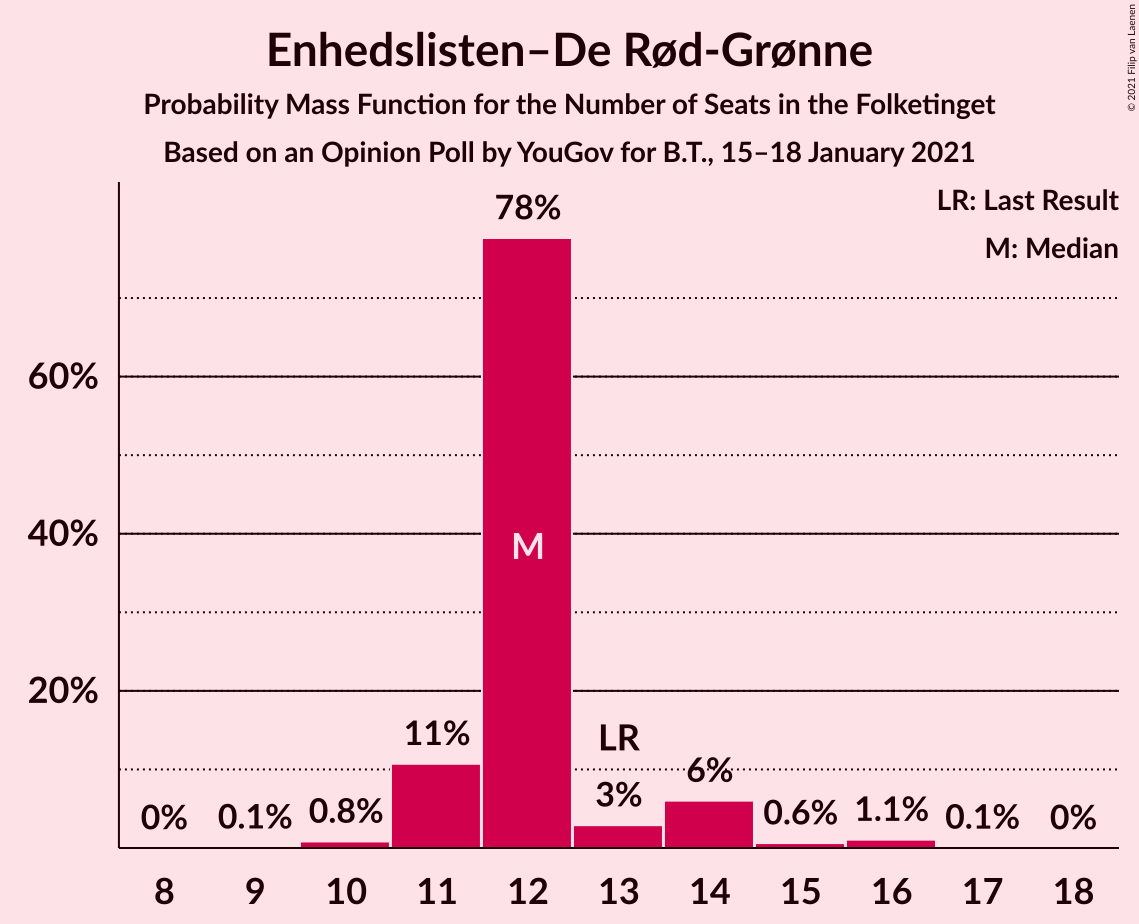 Enhedslisten–De Rød-Grønne
Probability Mass Function for the Number of Seats in the Folketinget
Based on an Opinion Poll by YouGov for B.T., 15–18 January 2021
© 2021 Filip van Laenen
LR: Last Result
M: Median
78%
60%
40%
M
20%
11%
LR
6%
3%
0%
0.1%
0.8%
0.6%
1.1%
0.1%
0%
8 9 10 11 12 13 14 15 16 17 18